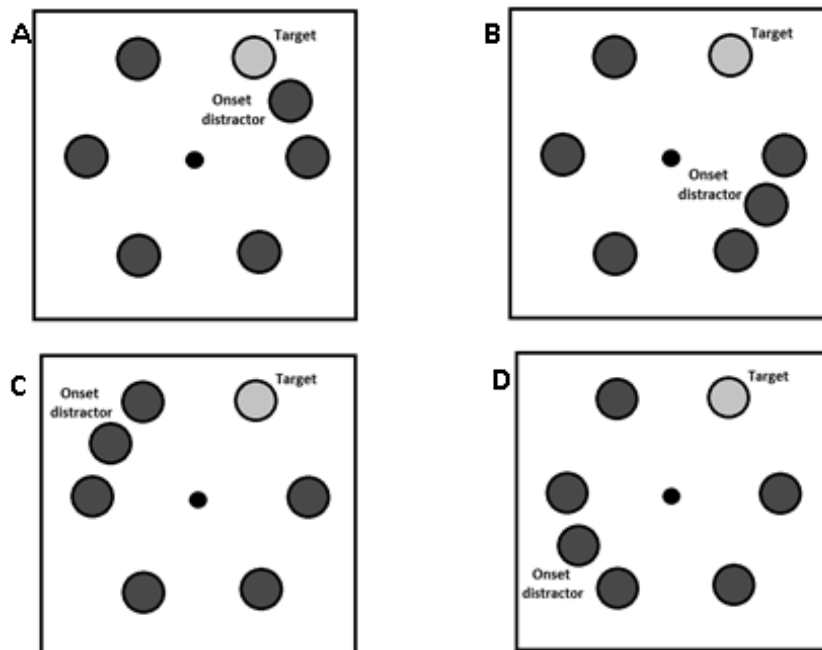 A
Target
Onset
distractor
B
Target
Onset
distractor
C
Onset
distractor
Target
D
Target
Onset
distractor